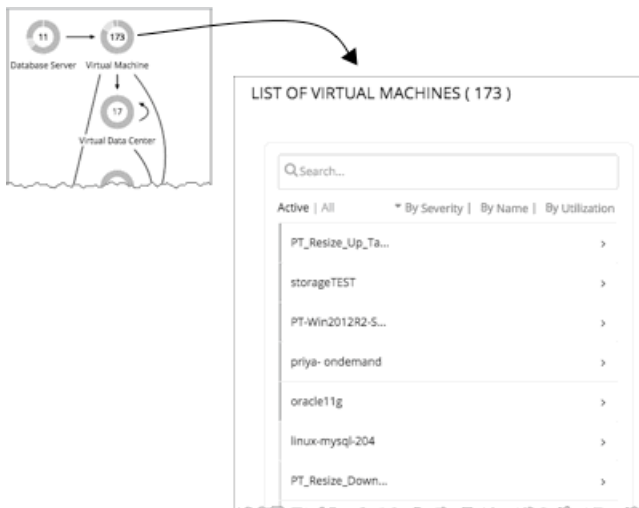 11
173
Database Server
Virtual Machine
17
Virtual Data Center
LIST OF VIRTUAL MACHINES ( 173 )
Search...
Active | All
By Severity | By Name | By Utilization
PT_Resize_Up_Ta...
storageTEST
PT-Win2012R2-S...
priya- ondemand
oracle11g
linux-mysql-204
PT_Resize_Down...